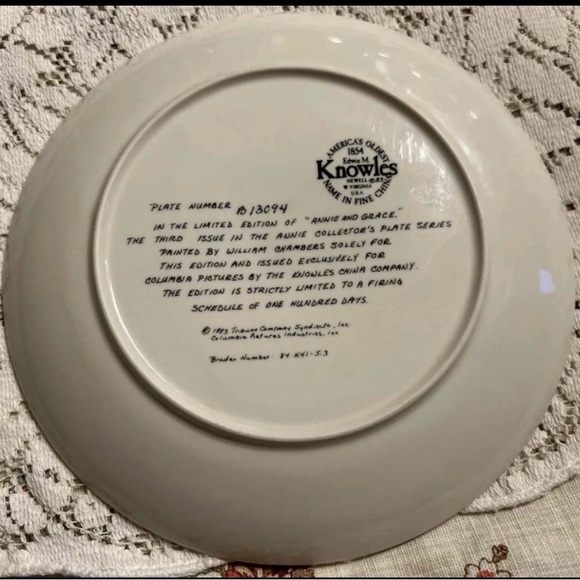 AMERICA'S OLDEST
1854
Edwin M.
Knowles
NEWELL
W VIRGINIA
U.S.A.
NAME IN FINE CHINA
PLATE NUMBER B13094
IN THE LIMITED EDITION OF "ANNIE AND GRACE,"
THE THIRD ISSUE IN THE ANNIE COLLECTOR'S PLATE SERIES
PAINTED BY WILLIAM CHAMBERS SOLELY FOR
THIS EDITION AND ISSUED EXCLUSIVELY FOR
COLUMBIA PICTURES BY THE KNOWLES CHINA COMPANY.
THE EDITION IS STRICTLY LIMITED TO A FIRING
SCHEDULE OF ONE HUNDRED DAYS.
© 1983 Tribune Company Syndicate, Inc.
Columbia Pictures Industries, Inc.
Bradex Number: 84-K41-5.3